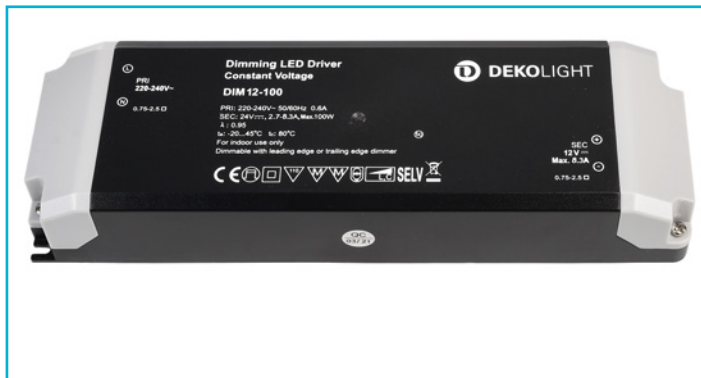 Dimming LED Driver
Constant Voltage
DIM12-100
PRI: 220-240V~ 50/60Hz 0.6A
SEC: 24V⎓, 2.7-8.3A,Max.100W
λ : 0.95
ta: -20...45°C tc: 80°C
For indoor use only
Dimmable with leading edge or trailing edge dimmer
CE 110 M M LC SELV
L
PRI
220-240V~
N
0.75-2.5
D DEKOLIGHT
SEC
12V⎓
Max. 8.3A
0.75-2.5
QC
03/21